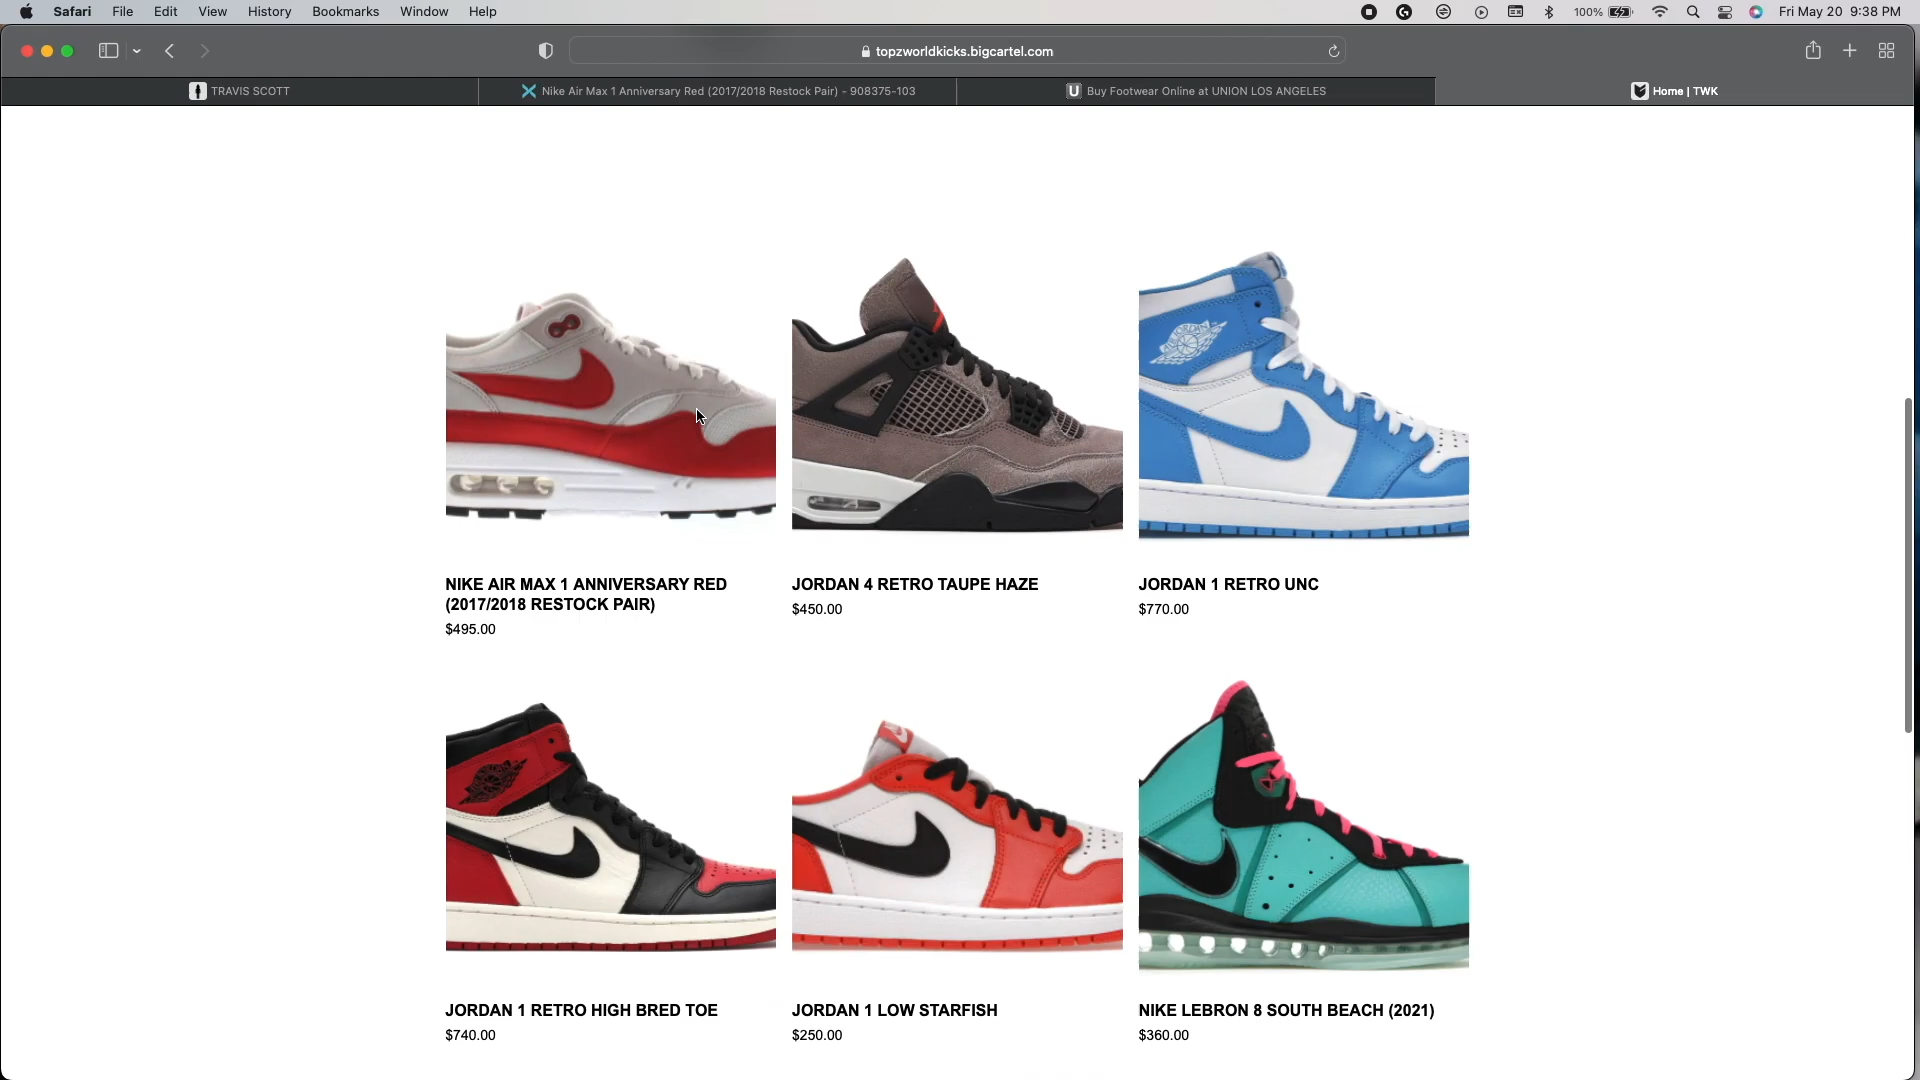 Safari File Edit View History Bookmarks Window Help 100% Fri May 20 9:38 PM
topzworldkicks.bigcartel.com
TRAVIS SCOTT
Nike Air Max 1 Anniversary Red (2017/2018 Restock Pair) - 908375-103
U Buy Footwear Online at UNION LOS ANGELES
Home | TWK
NIKE AIR MAX 1 ANNIVERSARY RED
(2017/2018 RESTOCK PAIR)
$495.00
JORDAN 4 RETRO TAUPE HAZE
$450.00
JORDAN 1 RETRO UNC
$770.00
JORDAN 1 RETRO HIGH BRED TOE
$740.00
JORDAN 1 LOW STARFISH
$250.00
NIKE LEBRON 8 SOUTH BEACH (2021)
$360.00